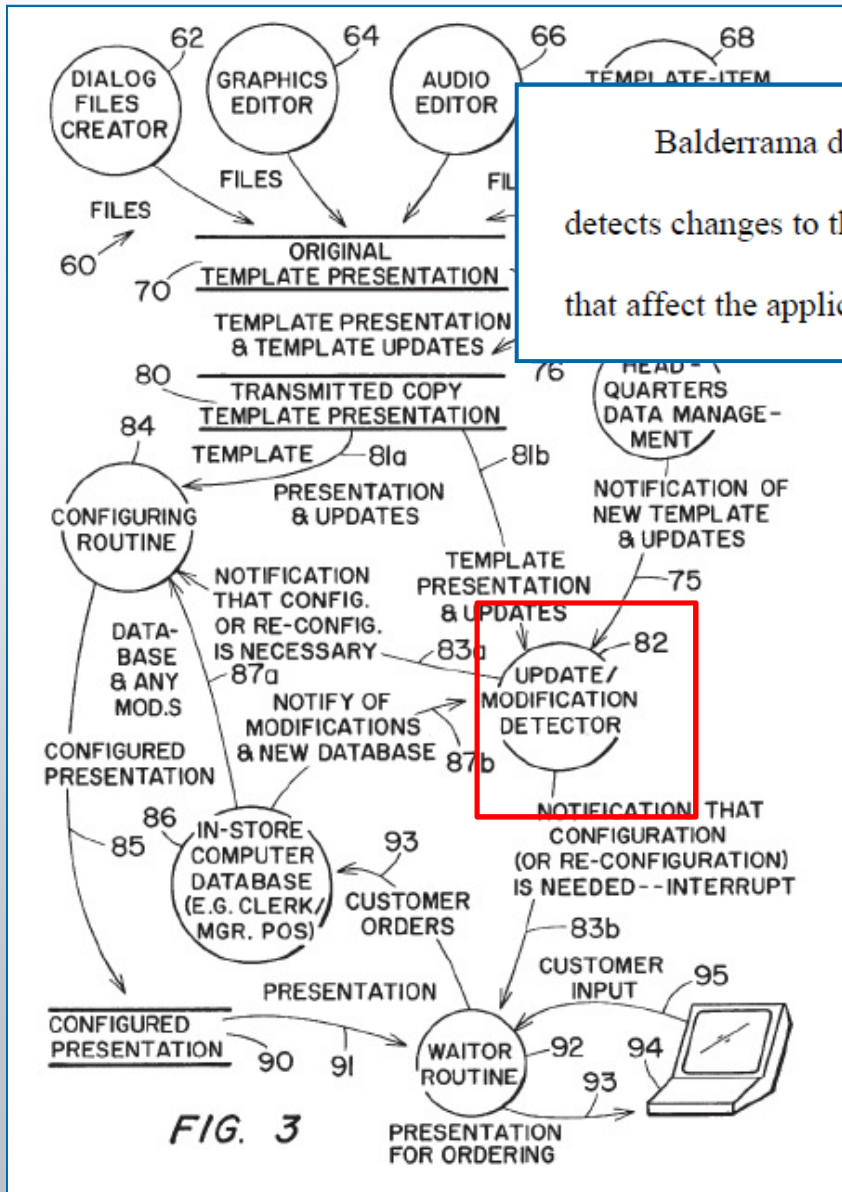 62
64
66
68
DIALOG
FILES
CREATOR
GRAPHICS
EDITOR
AUDIO
EDITOR
TEMPLATE-ITEM
Balderrama d
detects changes to th
that affect the applic
FILES
FILES
FIL
60
70
ORIGINAL
TEMPLATE PRESENTATION
TEMPLATE PRESENTATION
& TEMPLATE UPDATES
76
HEAD-
QUARTERS
DATA MANAGE-
MENT
80
TRANSMITTED COPY
TEMPLATE PRESENTATION
84
TEMPLATE
81a
81b
PRESENTATION
& UPDATES
CONFIGURING
ROUTINE
NOTIFICATION OF
NEW TEMPLATE
& UPDATES
75
TEMPLATE
PRESENTATION
& UPDATES
NOTIFICATION
THAT CONFIG.
OR RE-CONFIG.
IS NECESSARY
83a
82
UPDATE/
MODIFICATION
DETECTOR
DATA-
BASE
& ANY
MOD.S
87a
NOTIFY OF
MODIFICATIONS
& NEW DATABASE
87b
CONFIGURED
PRESENTATION
85
86
IN-STORE
COMPUTER
DATABASE
(E.G. CLERK/
MGR. POS)
93
CUSTOMER
ORDERS
NOTIFICATION THAT
CONFIGURATION
(OR RE-CONFIGURATION)
IS NEEDED--INTERRUPT
83b
CUSTOMER
INPUT
95
PRESENTATION
CONFIGURED
PRESENTATION
90
91
WAITOR
ROUTINE
92
94
93
FIG. 3
PRESENTATION
FOR ORDERING